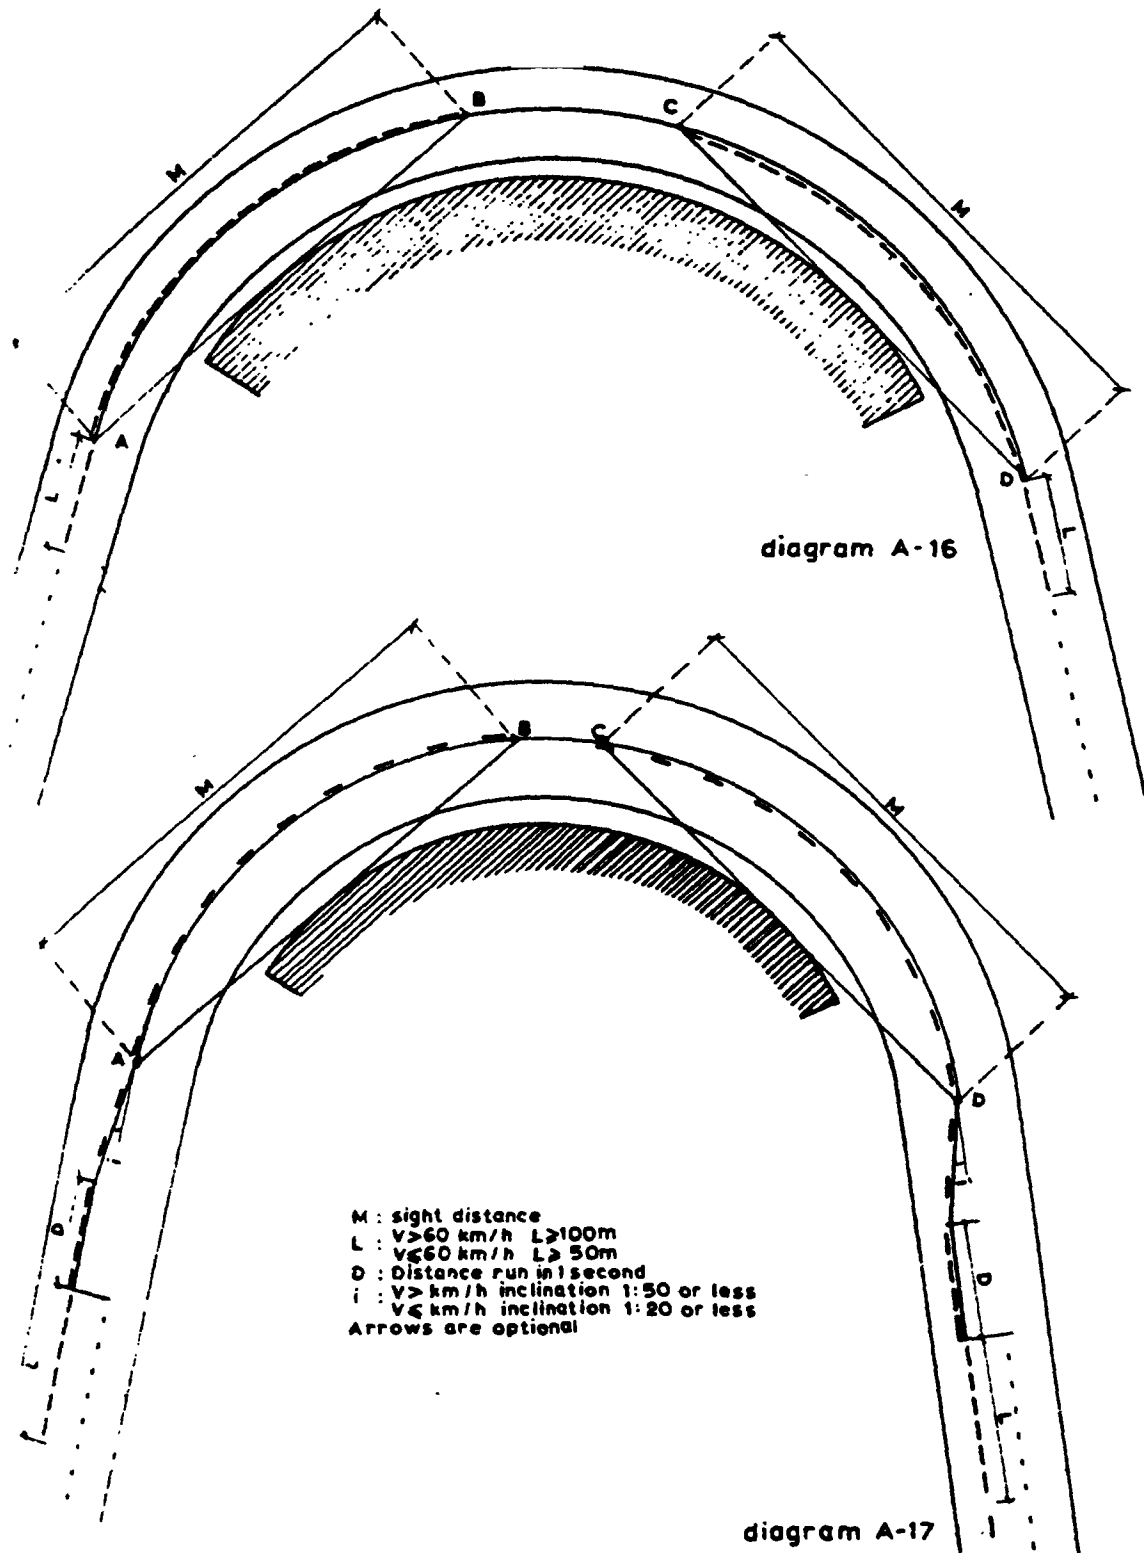 B
C
M
M
A
L
D
L
diagram A-16
B
C
M
M
A
D
i
i
D
D
M : sight distance
L : V>60 km/h L⩾100m
V⩽60 km/h L⩾ 50m
D : Distance run in 1 second
i : V> km/h inclination 1:50 or less
V⩽ km/h inclination 1:20 or less
Arrows are optional
L
L
diagram A-17